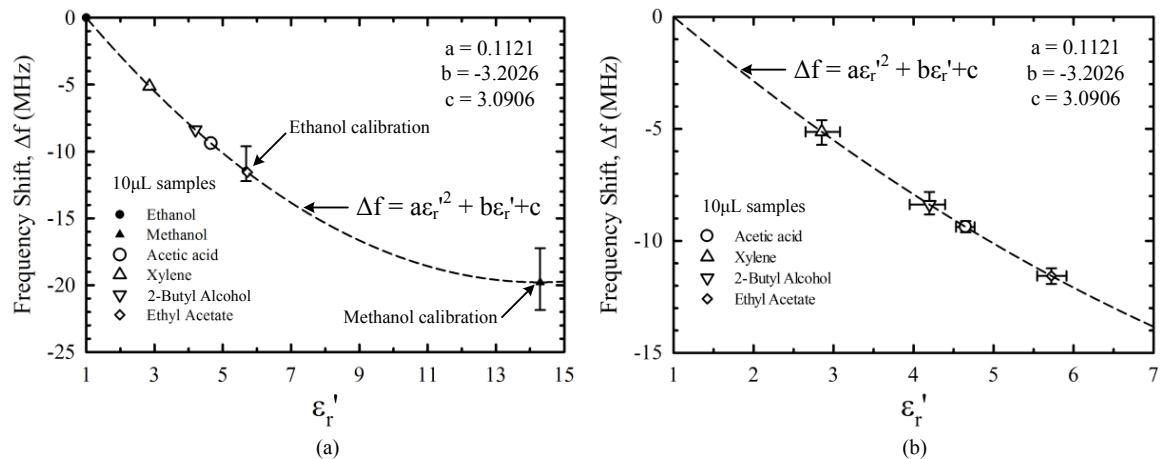 0
-5
-10
-15
-20
-25
Frequency Shift, Δf (MHz)
a = 0.1121
b = -3.2026
c = 3.0906
Ethanol calibration
Δf = aεr'² + bεr'+c
10μL samples
Ethanol
Methanol
Acetic acid
Xylene
2-Butyl Alcohol
Ethyl Acetate
Methanol calibration
1 3 5 7 9 11 13 15
εr'
(a)
0
-5
-10
-15
Frequency Shift, Δf (MHz)
a = 0.1121
b = -3.2026
c = 3.0906
Δf = aεr'² + bεr'+c
10μL samples
Acetic acid
Xylene
2-Butyl Alcohol
Ethyl Acetate
1 2 3 4 5 6 7
εr'
(b)